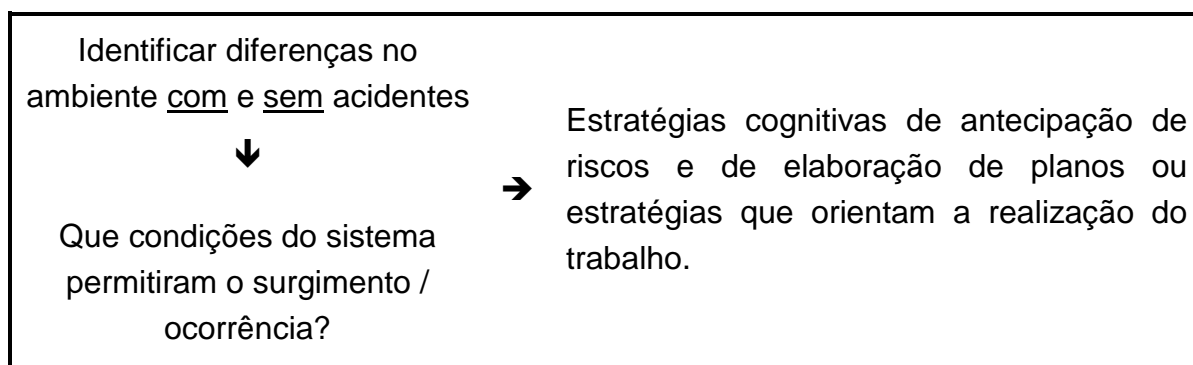 Identificar diferenças no
ambiente com e sem acidentes
🡻
Que condições do sistema
permitiram o surgimento /
ocorrência?
🡺
Estratégias cognitivas de antecipação de
riscos e de elaboração de planos ou
estratégias que orientam a realização do
trabalho.